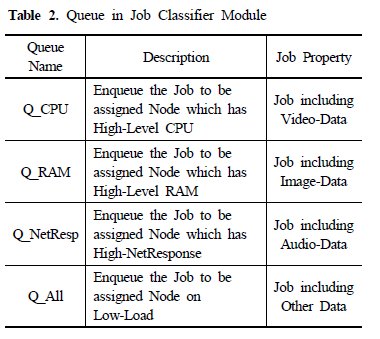 Table 2. Queue in Job Classifier Module
Queue
Name
Description
Job Property
Q_CPU
Enqueue the Job to be
assigned Node which has
High-Level CPU
Job including
Video-Data
Q_RAM
Enqueue the Job to be
assigned Node which has
High-Level RAM
Job including
Image-Data
Q_NetResp
Enqueue the Job to be
assigned Node which has
High-NetResponse
Job including
Audio-Data
Q_All
Enqueue the Job to be
assigned Node on
Low-Load
Job including
Other Data